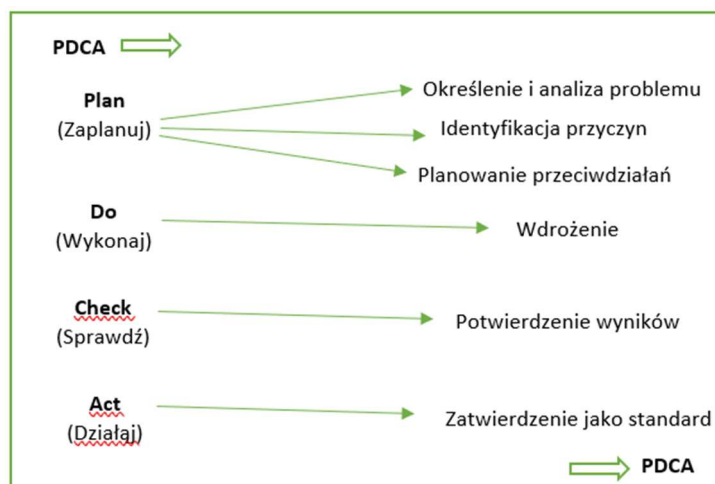 PDCA
Plan
(Zaplanuj)
Określenie i analiza problemu
Identyfikacja przyczyn
Planowanie przeciwdziałań
Do
(Wykonaj)
Wdrożenie
Check
(Sprawdź)
Potwierdzenie wyników
Act
(Działaj)
Zatwierdzenie jako standard
PDCA